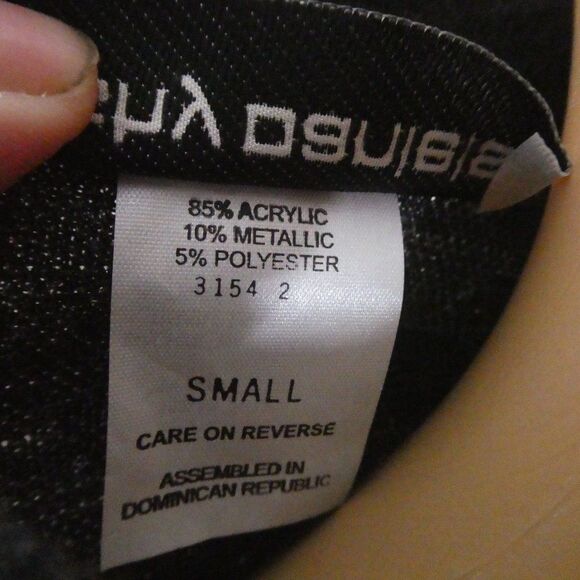 85% ACRYLIC
10% METALLIC
5% POLYESTER
3154 2
SMALL
CARE ON REVERSE
ASSEMBLED IN
DOMINICAN REPUBLIC